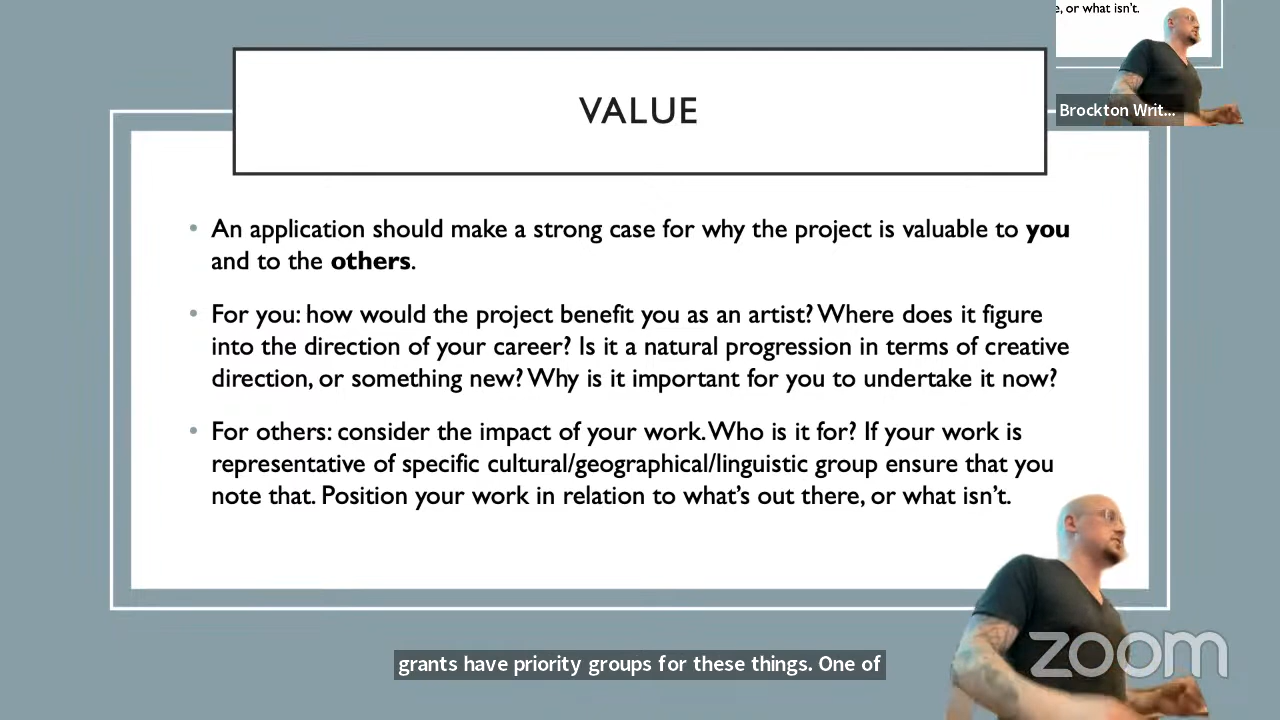 e, or what isn't.
Brockton Writ...
VALUE
• An application should make a strong case for why the project is valuable to you
and to the others.
• For you: how would the project benefit you as an artist? Where does it figure
into the direction of your career? Is it a natural progression in terms of creative
direction, or something new? Why is it important for you to undertake it now?
• For others: consider the impact of your work. Who is it for? If your work is
representative of specific cultural/geographical/linguistic group ensure that you
note that. Position your work in relation to what's out there, or what isn't.
grants have priority groups for these things. One of
zoom